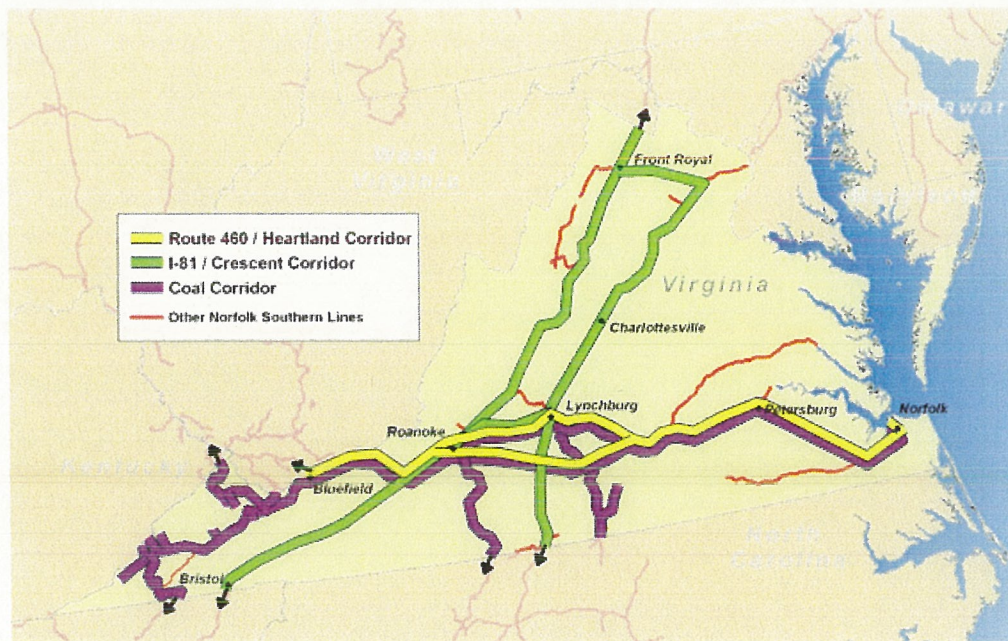 Delaware
West
Virginia
Front Royal
Route 460 / Heartland Corridor
I-81 / Crescent Corridor
Coal Corridor
Other Norfolk Southern Lines
Virginia
Charlottesville
Lynchburg
Petersburg
Norfolk
Roanoke
Kentucky
Bluefield
North
Carolina
Bristol